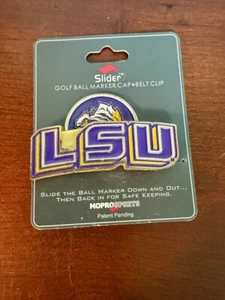 Slider™
GOLF BALL MARKER/CAP•BELT CLIP
LSU
SLIDE THE BALL MARKER DOWN AND OUT...
THEN BACK IN FOR SAFE KEEPING.
MOPROSPORTS
Patent Pending